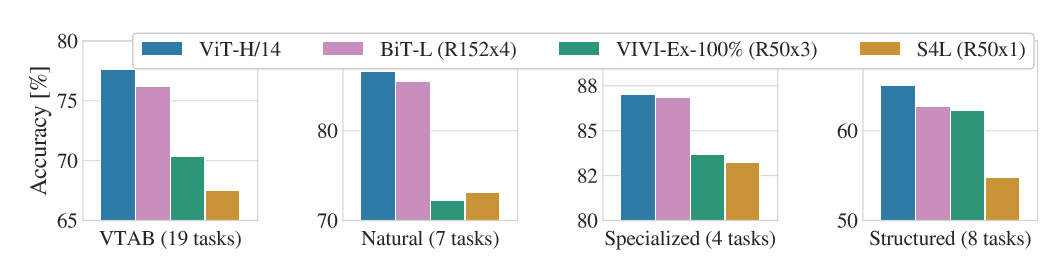 ViT-H/14 BiT-L (R152x4) VIVI-Ex-100% (R50x3) S4L (R50x1)
Accuracy [%]
80
75
70
65
VTAB (19 tasks)
80
70
Natural (7 tasks)
88
85
82
80
Specialized (4 tasks)
60
50
Structured (8 tasks)